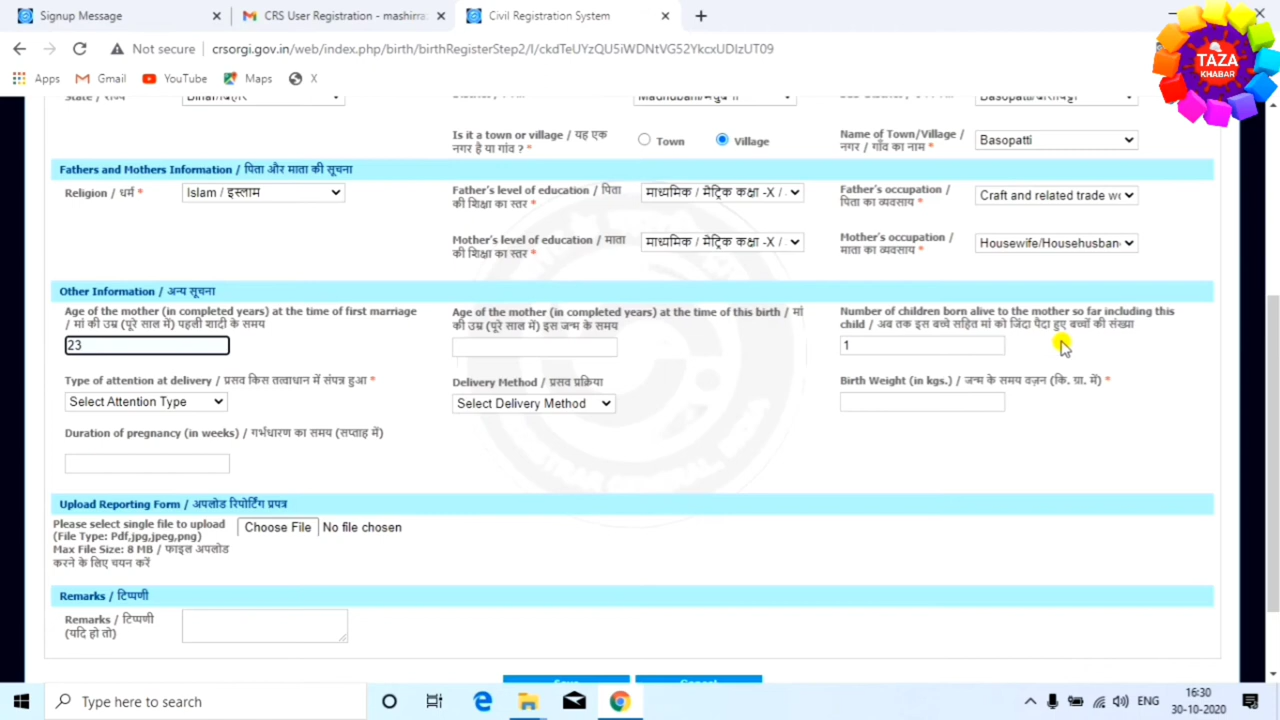 Signup Message
CRS User Registration - mashirra
Civil Registration System
Not secure
crsorgi.gov.in/web/index.php/birth/birthRegisterStep2/I/ckdTeUYzQU5iWDNtVG52YkcxUDIzUT09
TAZA
KHABAR
Apps
Gmail
YouTube
Maps
X
State / राज्य
Bihar/बिहार
Basopatti/बासोपट्टी
Is it a town or village / यह एक
नगर है या गांव ? *
Town
Village
Name of Town/Village /
नगर / गाँव का नाम *
Basopatti
Fathers and Mothers Information / पिता और माता की सूचना
Religion / धर्म *
Islam / इस्लाम
Father's level of education / पिता
की शिक्षा का स्तर *
माध्यमिक / मेट्रिक कक्षा -X /
Father's occupation /
पिता का व्यवसाय *
Craft and related trade wo
Mother's level of education / माता
की शिक्षा का स्तर *
माध्यमिक / मेट्रिक कक्षा -X /
Mother's occupation /
माता का व्यवसाय *
Housewife/Househusban
Other Information / अन्य सूचना
Age of the mother (in completed years) at the time of first marriage
/ मां की उम्र (पूरे साल में) पहली शादी के समय
23
Age of the mother (in completed years) at the time of this birth / मां
की उम्र (पूरे साल में) इस जन्म के समय
Number of children born alive to the mother so far including this
child / अब तक इस बच्चे सहित मां को जिंदा पैदा हुए बच्चों की संख्या
1
Type of attention at delivery / प्रसव किस तत्वाधान में संपन्न हुआ *
Select Attention Type
Delivery Method / प्रसव प्रक्रिया
Select Delivery Method
Birth Weight (in kgs.) / जन्म के समय वज़न (कि. ग्रा. में) *
Duration of pregnancy (in weeks) / गर्भधारण का समय (सप्ताह में)
Upload Reporting Form / अपलोड रिपोर्टिंग प्रपत्र
Please select single file to upload
(File Type: Pdf,jpg,jpeg,png)
Max File Size: 8 MB / फाइल अपलोड
करने के लिए चयन करें
Choose File
No file chosen
Remarks / टिप्पणी
Remarks / टिप्पणी
(यदि हो तो)
Save
Cancel
Type here to search
ENG
16:30
30-10-2020